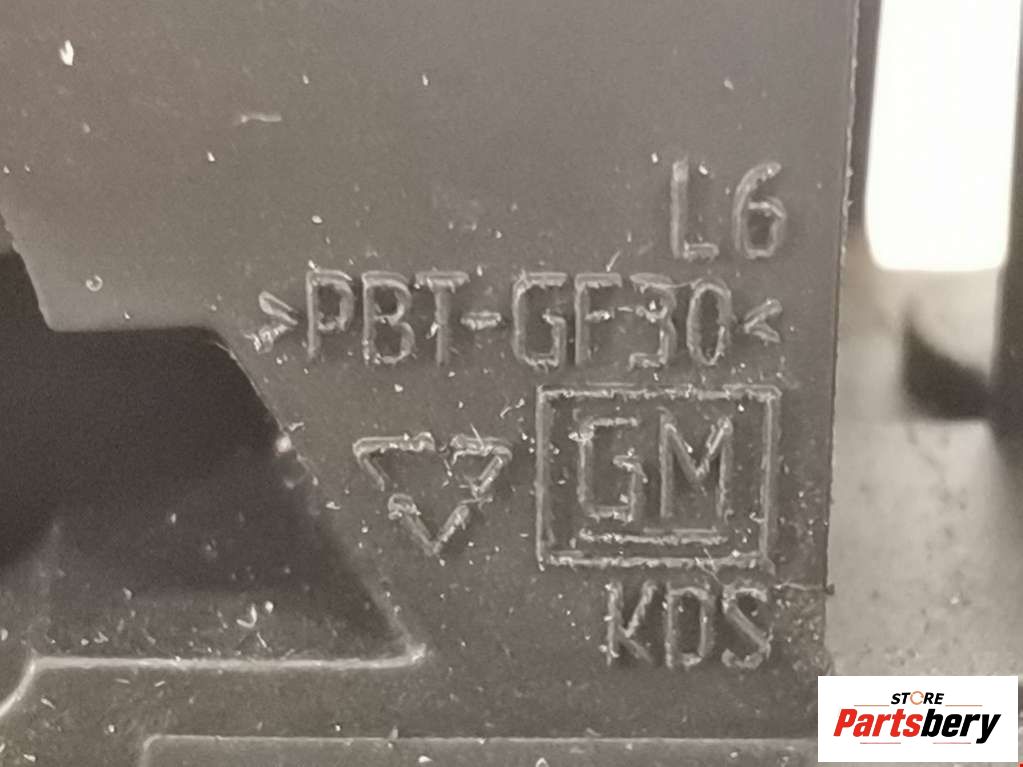 L6
>PBT-GF30<
GM
KDS
STORE
Partsbery